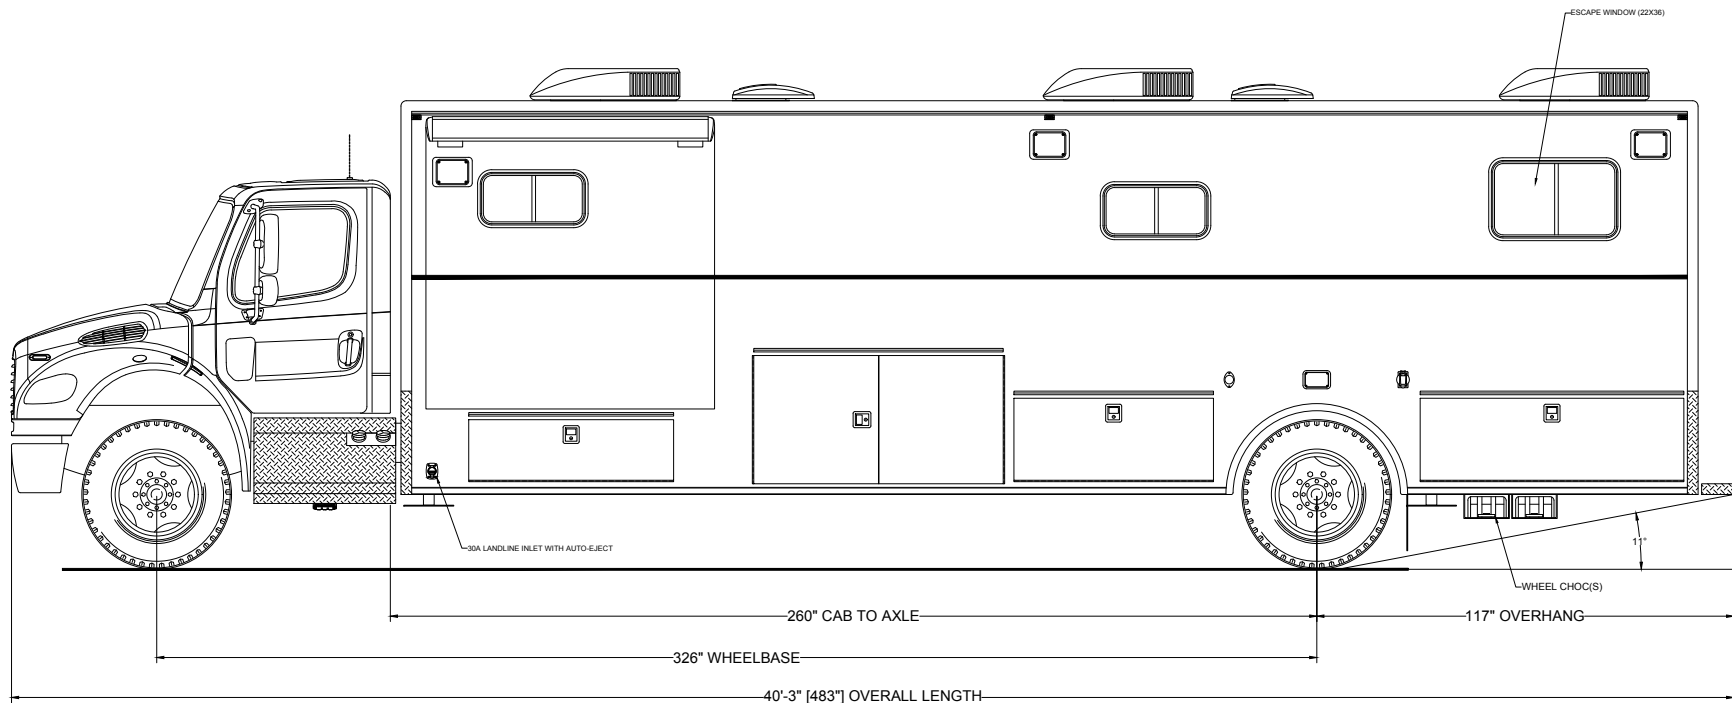 ESCAPE WINDOW (22X36)
30A LANDLINE INLET WITH AUTO-EJECT
11°
WHEEL CHOC(S)
260" CAB TO AXLE
117" OVERHANG
326" WHEELBASE
40'-3" [483"] OVERALL LENGTH